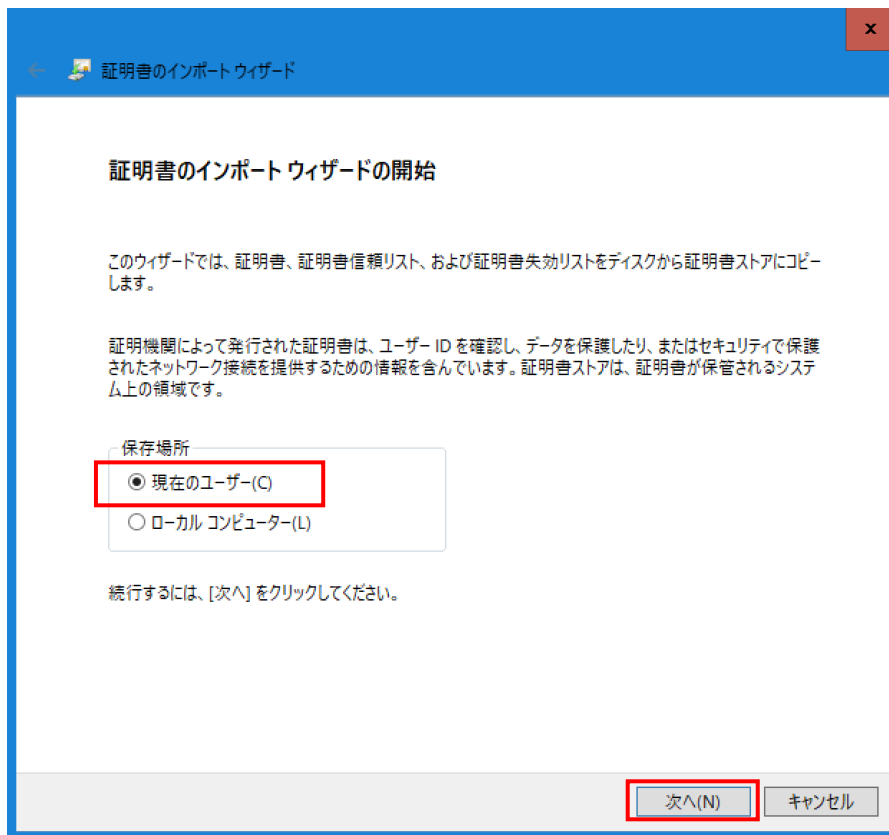 x
証明書のインポート ウィザード
証明書のインポート ウィザードの開始
このウィザードでは、証明書、証明書信頼リスト、および証明書失効リストをディスクから証明書ストアにコピー
します。
証明機関によって発行された証明書は、ユーザー ID を確認し、データを保護したり、またはセキュリティで保護
されたネットワーク接続を提供するための情報を含んでいます。証明書ストアは、証明書が保管されるシステ
ム上の領域です。
保存場所
現在のユーザー(C)
ローカル コンピューター(L)
続行するには、[次へ] をクリックしてください。
次へ(N) キャンセル